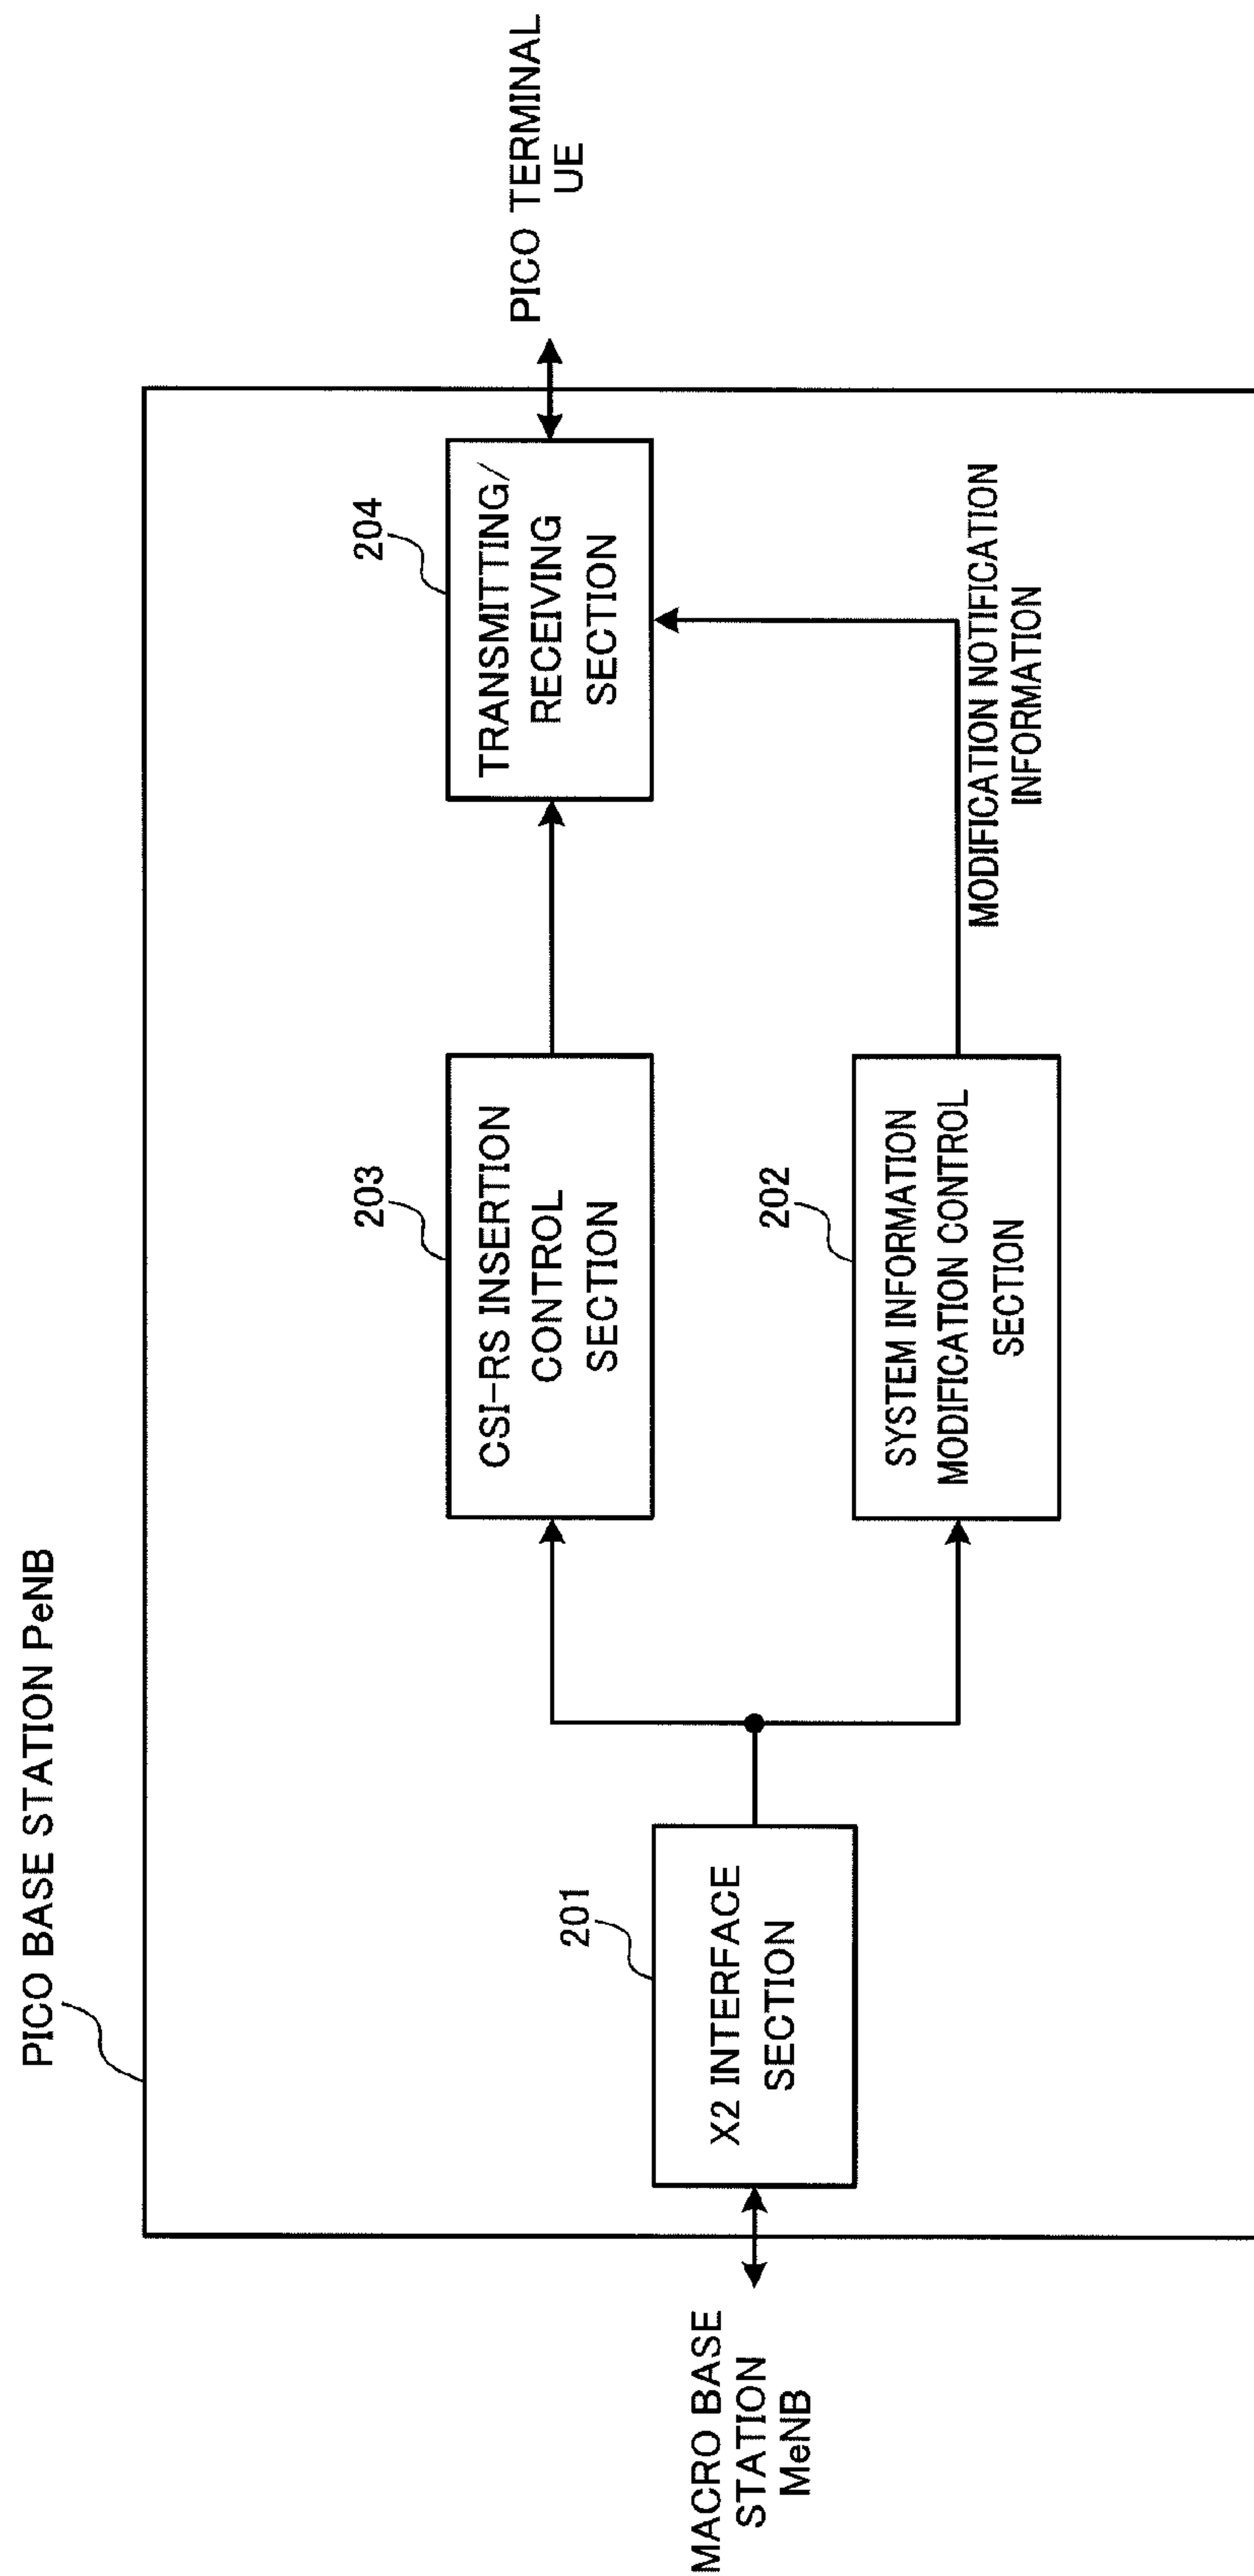 PICO BASE STATION PeNB
MACRO BASE
STATION
MeNB
201
X2 INTERFACE
SECTION
203
CSI-RS INSERTION
CONTROL
SECTION
202
SYSTEM INFORMATION
MODIFICATION CONTROL
SECTION
204
TRANSMITTING/
RECEIVING
SECTION
MODIFICATION NOTIFICATION
INFORMATION
PICO TERMINAL
UE